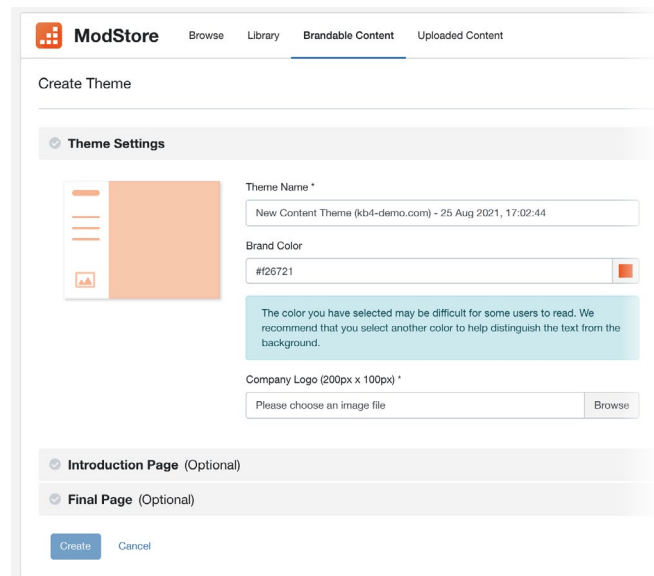 ModStore
Browse
Library
Brandable Content
Uploaded Content
Create Theme
Theme Settings
Theme Name *
New Content Theme (kb4-demo.com) - 25 Aug 2021, 17:02:44
Brand Color
#f26721
The color you have selected may be difficult for some users to read. We
recommend that you select another color to help distinguish the text from the
background.
Company Logo (200px x 100px) *
Please choose an image file
Browse
Introduction Page (Optional)
Final Page (Optional)
Create
Cancel